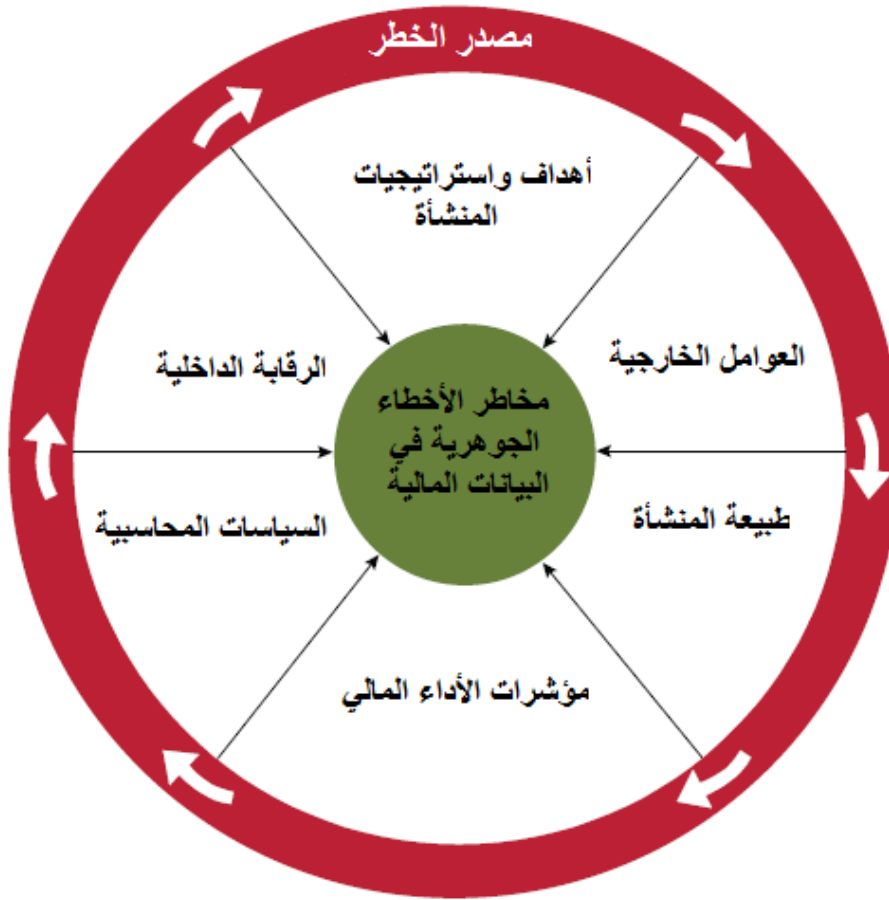 مصدر الخطر
أهداف واستراتيجيات
المنشأة
العوامل الخارجية
الرقابة الداخلية
مخاطر الأخطاء
الجوهرية في
البيانات المالية
طبيعة المنشأة
السياسات المحاسبية
مؤشرات الأداء المالي